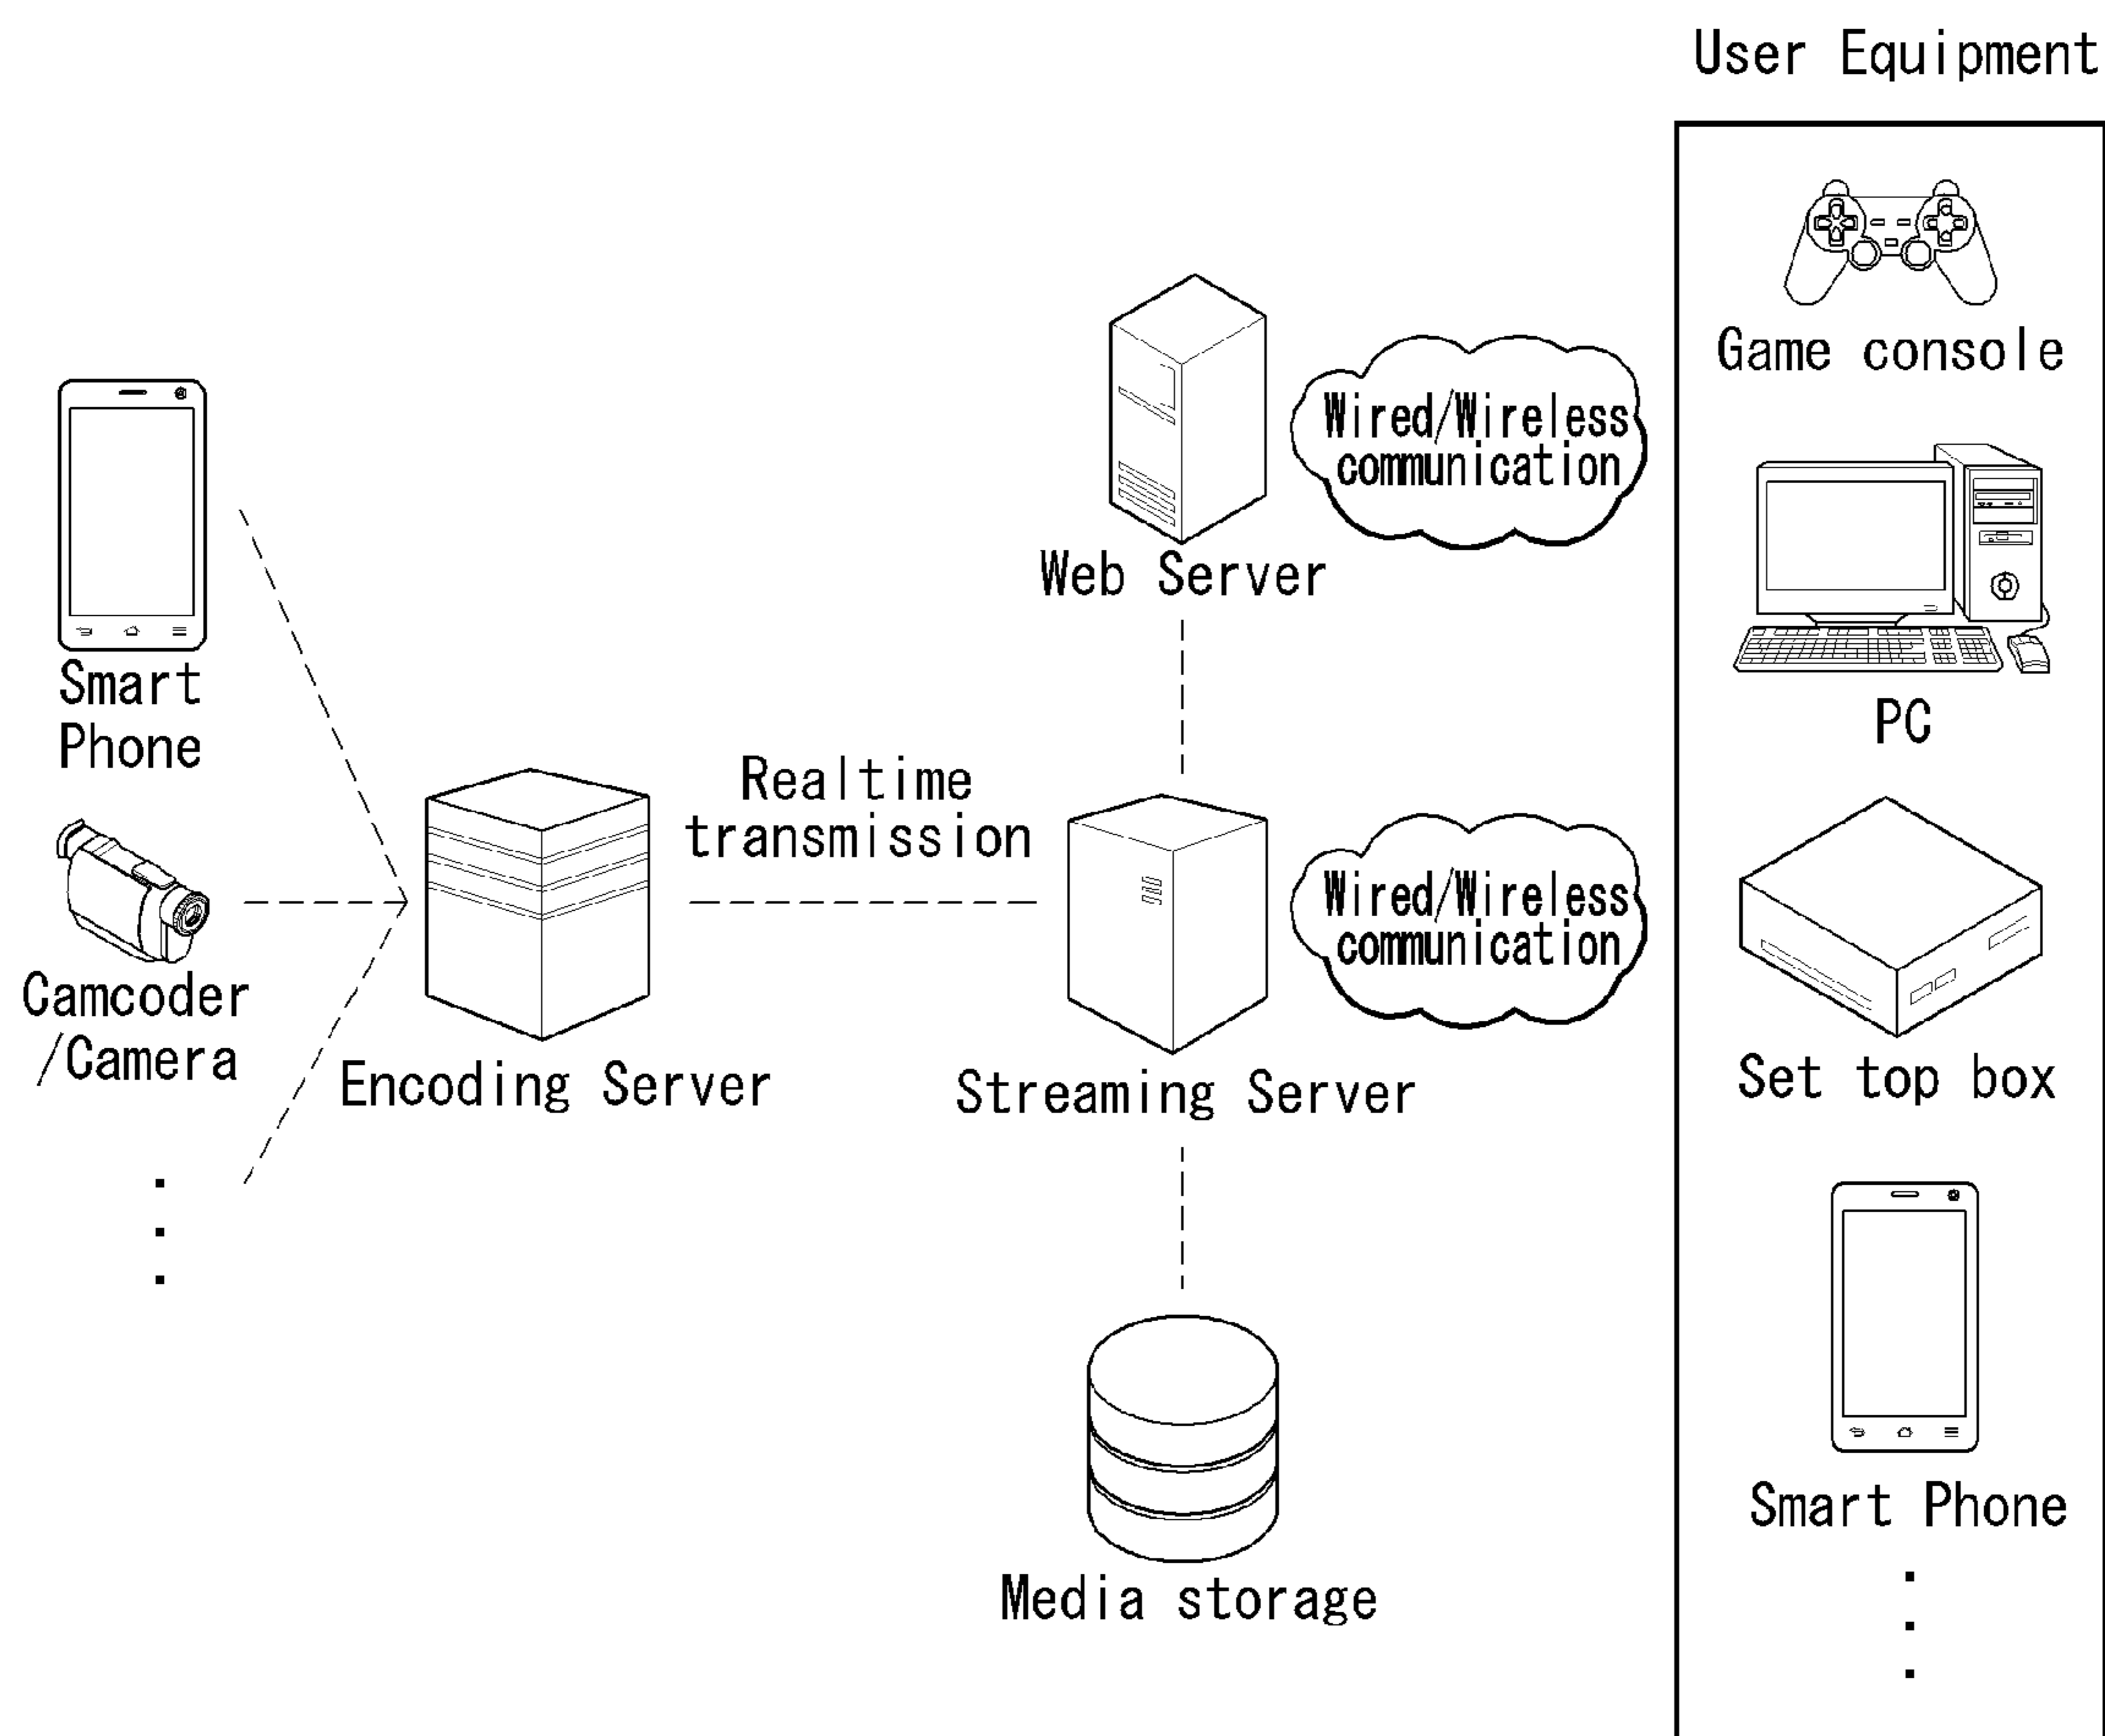 User Equipment
Game console
Wired/Wireless
communication
Web Server
Smart
Phone
PC
Realtime
transmission
Wired/Wireless
communication
Camcoder
/Camera
Encoding Server
Streaming Server
Set top box
Smart Phone
Media storage